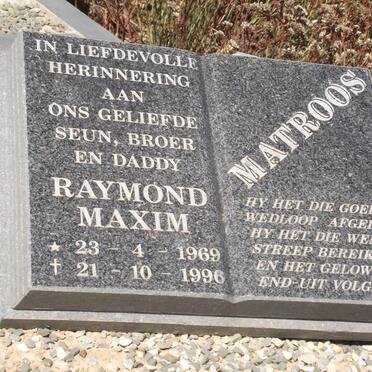 IN LIEFDEVOLLE
HERINNERING
AAN
ONS GELIEFDE
SEUN, BROER
EN DADDY
RAYMOND
MAXIM
★ 23 - 4 - 1969
† 21 - 10 - 1996
MATROOS
HY HET DIE
WEDLOOP
HY HET DIE
STREEP
EN HET
END-UIT